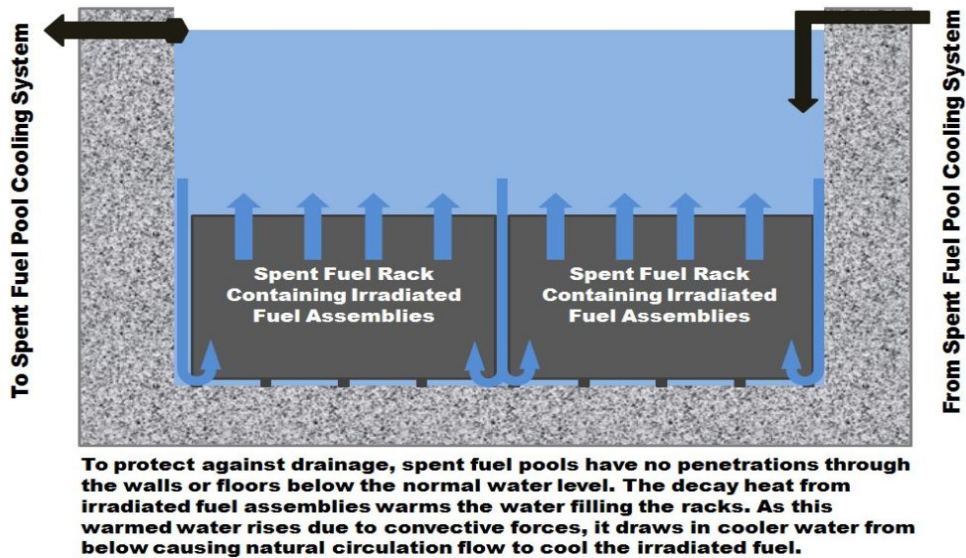 To Spent Fuel Pool Cooling System
From Spent Fuel Pool Cooling System
Spent Fuel Rack
Containing Irradiated
Fuel Assemblies
Spent Fuel Rack
Containing Irradiated
Fuel Assemblies
To protect against drainage, spent fuel pools have no penetrations through
the walls or floors below the normal water level. The decay heat from
irradiated fuel assemblies warms the water filling the racks. As this
warmed water rises due to convective forces, it draws in cooler water from
below causing natural circulation flow to cool the irradiated fuel.